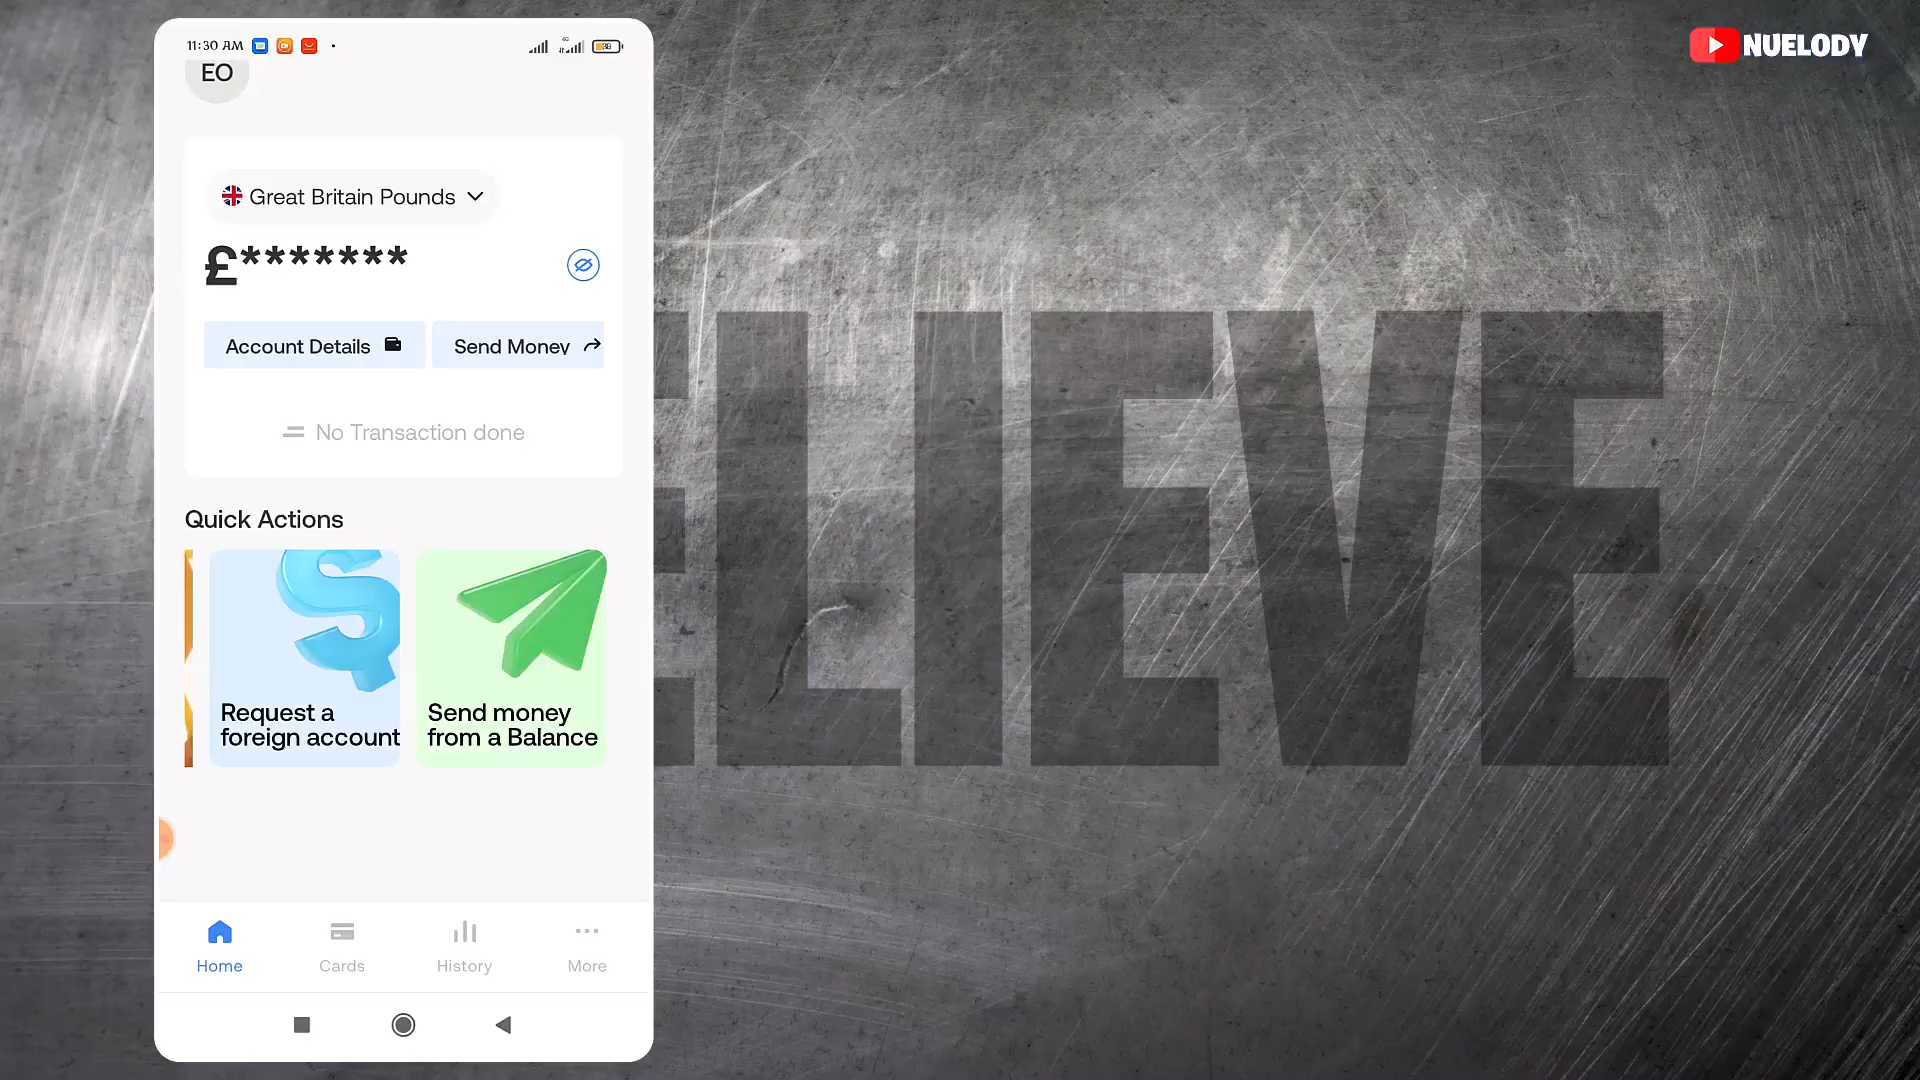 11:30 AM
EO
Great Britain Pounds
£*******
Account Details
Send Money
No Transaction done
Quick Actions
Request a
foreign account
Send money
from a Balance
Home
Cards
History
More
NUELODY
ELIEVE